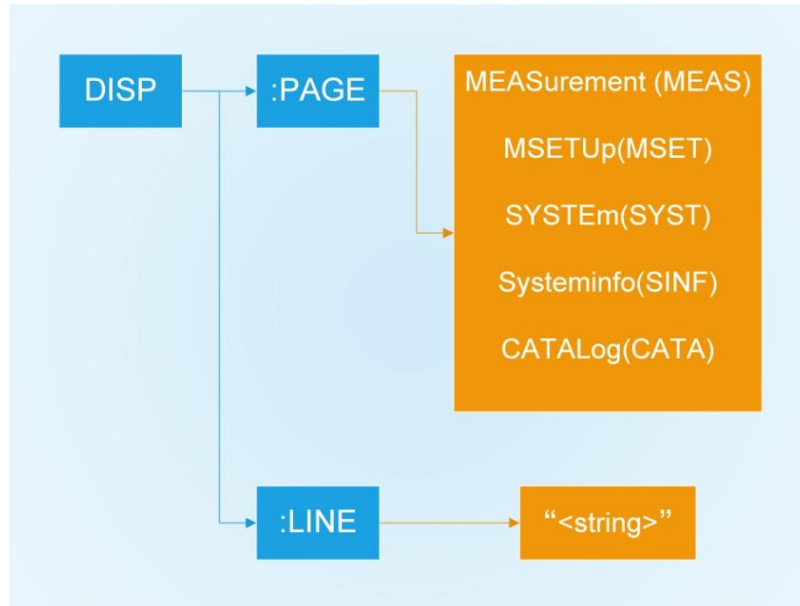 DISP
:PAGE
MEASurement (MEAS)
MSETUp(MSET)
SYSTEm(SYST)
Systeminfo(SINF)
CATALog(CATA)
:LINE
“<string>”